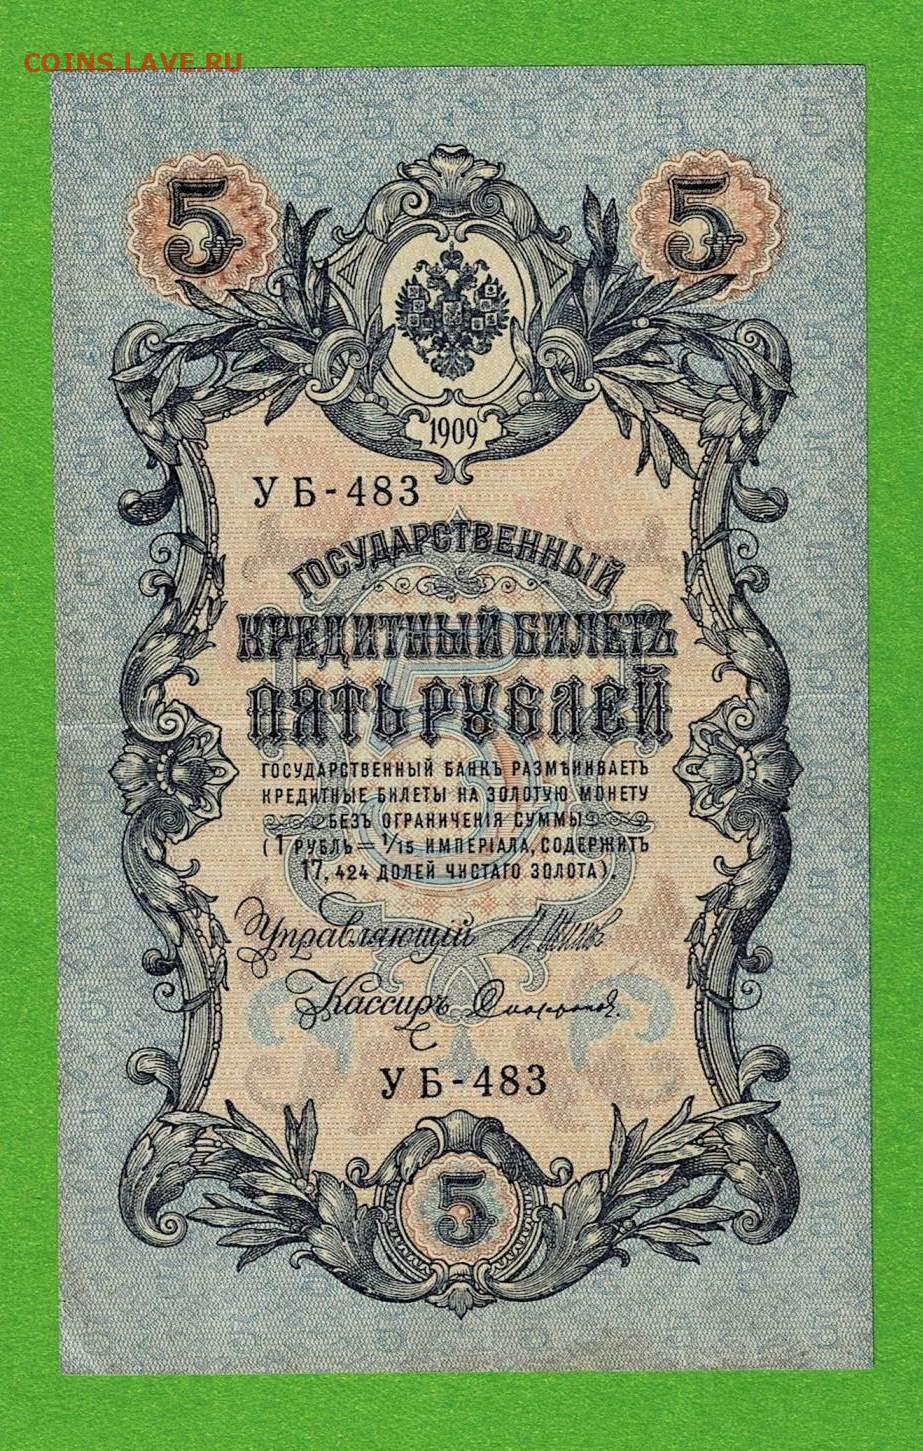 COINS.LAVE.RU
5 5
1909
УБ-483
ГОСУДАРСТВЕННЫЙ
КРЕДИТНЫЙ БИЛЕТЪ
ПЯТЬ РУБЛЕЙ
ГОСУДАРСТВЕННЫЙ БАНКЪ РАЗМѢНИВАЕТЪ
КРЕДИТНЫЕ БИЛЕТЫ НА ЗОЛОТУЮ МОНЕТУ
БЕЗЪ ОГРАНИЧЕНІЯ СУММЫ
(1 РУБЛЬ = 1/15 ИМПЕРІАЛА, СОДЕРЖИТЪ
17,424 ДОЛЕЙ ЧИСТАГО ЗОЛОТА).
Управляющій
Кассиръ
УБ-483
5